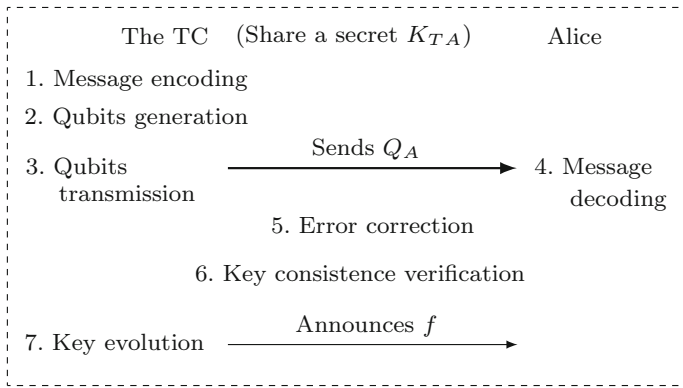 The TC (Share a secret K_{TA}) Alice
1. Message encoding
2. Qubits generation
Sends Q_A
3. Qubits 4. Message
transmission decoding
5. Error correction
6. Key consistence verification
Announces f
7. Key evolution